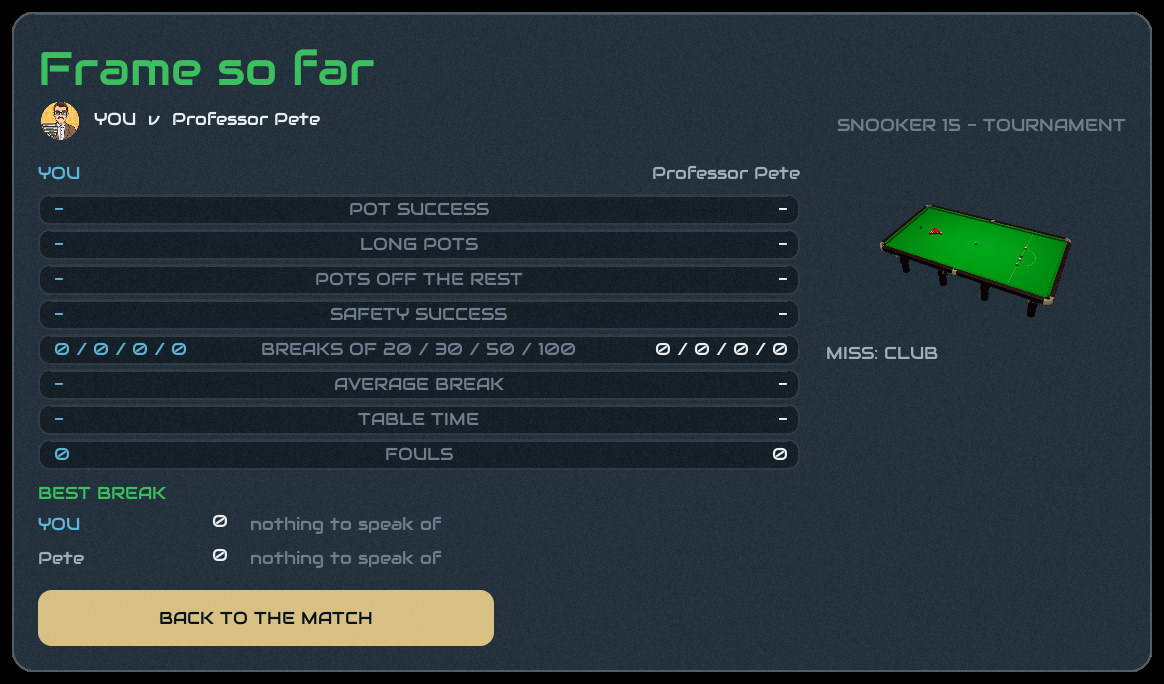 Frame so far
YOU v Professor Pete
SNOOKER 15 - TOURNAMENT
YOU Professor Pete
- POT SUCCESS -
- LONG POTS -
- POTS OFF THE REST -
- SAFETY SUCCESS -
0 / 0 / 0 / 0 BREAKS OF 20 / 30 / 50 / 100 0 / 0 / 0 / 0
MISS: CLUB
- AVERAGE BREAK -
- TABLE TIME -
0 FOULS 0
BEST BREAK
YOU 0 nothing to speak of
Pete 0 nothing to speak of
BACK TO THE MATCH